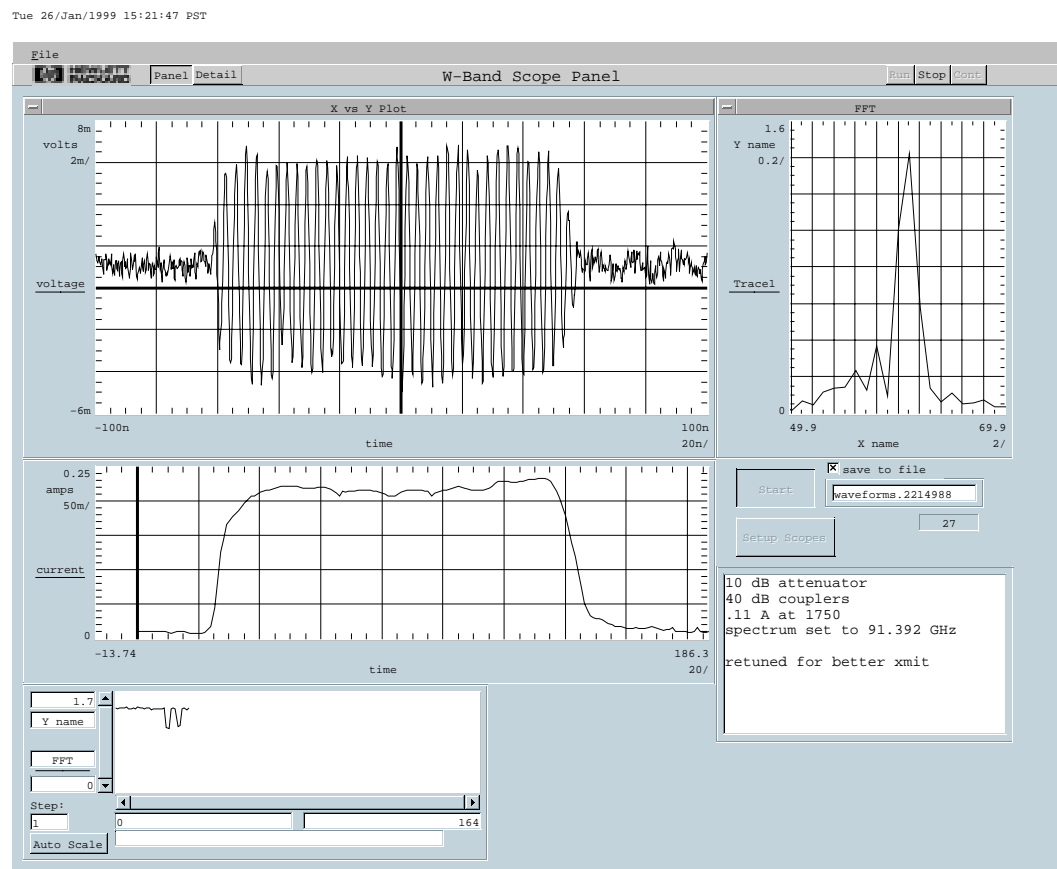 Tue 26/Jan/1999 15:21:47 PST
File
Panel Detail W-Band Scope Panel Run Stop Cont
X vs Y Plot
8m
volts
2m/
voltage
-6m
-100n 100n
time 20n/
FFT
1.6
Y name
0.2/
Trace1
0
49.9 69.9
X name 2/
0.25
amps
50m/
current
0
-13.74 186.3
time 20/
Start
save to file
waveforms.2214988
27
Setup Scopes
10 dB attenuator
40 dB couplers
.11 A at 1750
spectrum set to 91.392 GHz
retuned for better xmit
1.7
Y name
FFT
0
Step:
1
0 164
Auto Scale